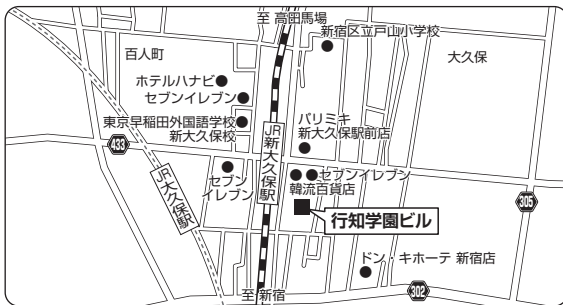 至 高田馬場
新宿区立戸山小学校
百人町
大久保
ホテルハナビ
セブンイレブン
パリミキ
新大久保駅前店
東京早稲田外国語学校
新大久保校
433
JR
新大久保駅
セブン
イレブン
セブンイレブン
韓流百貨店
JR
大久保駅
305
行知学園ビル
ドン・キホーテ 新宿店
至 新宿
302